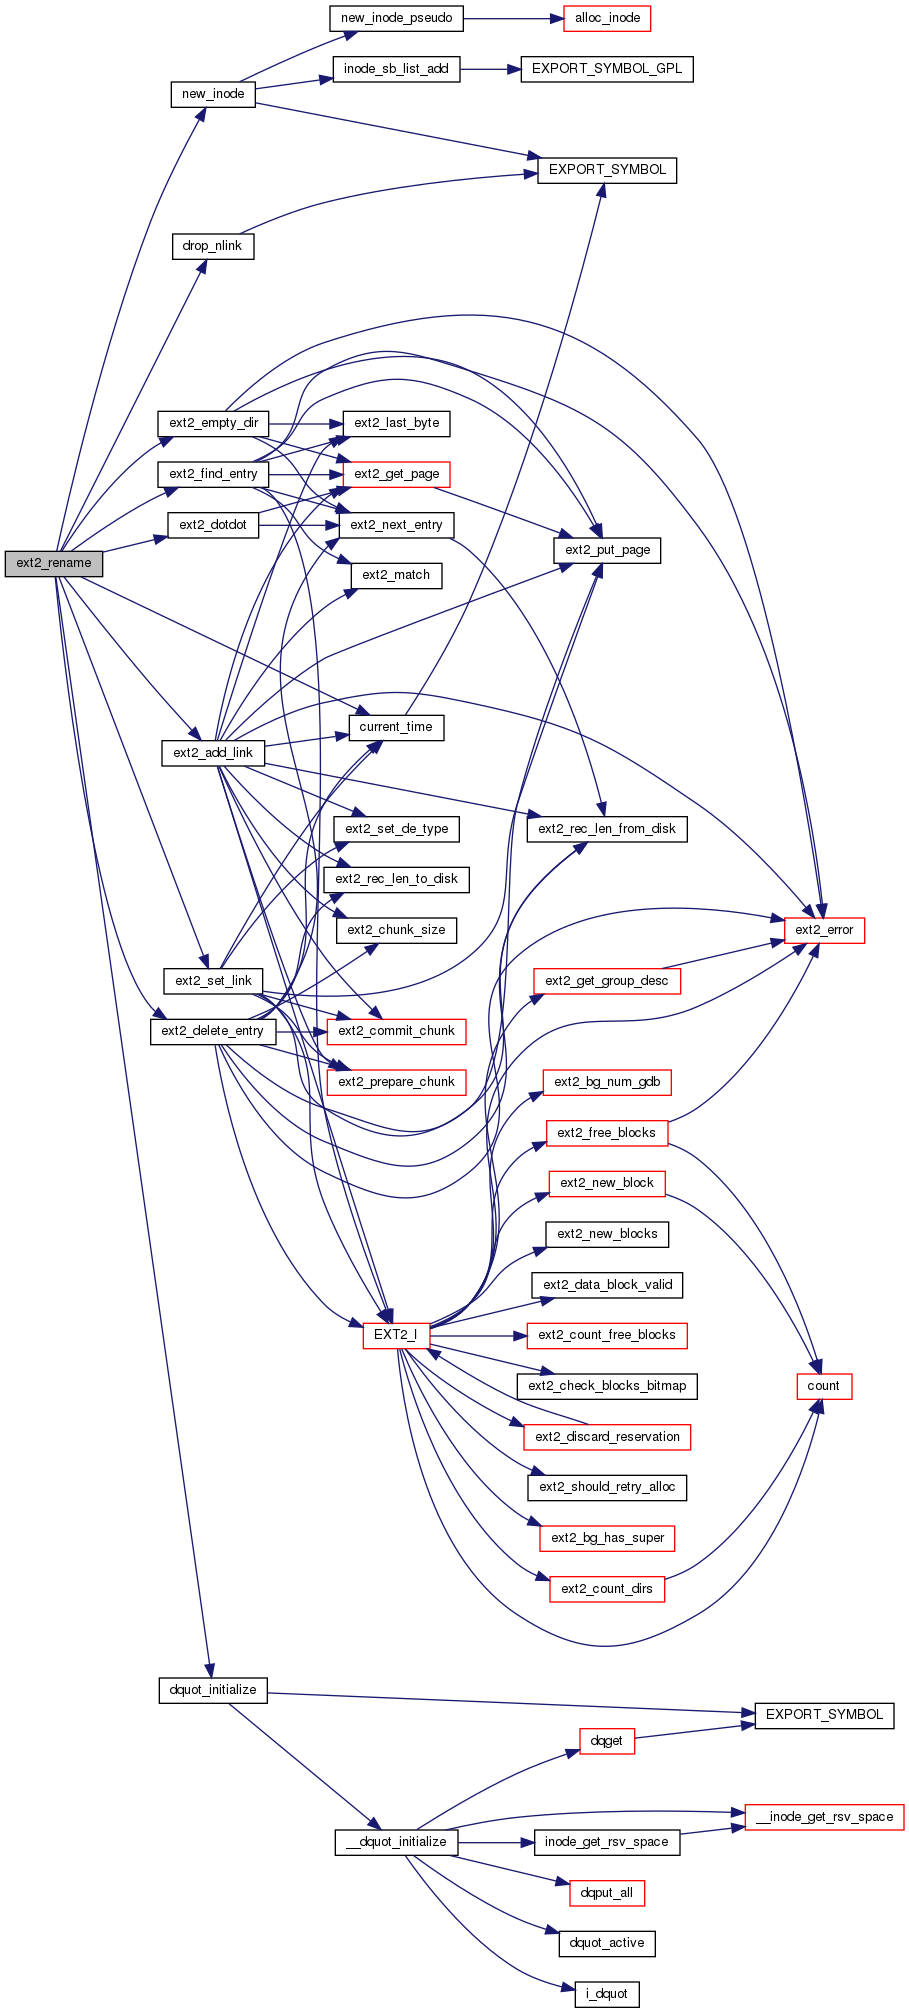 new_inode_pseudo
alloc_inode
inode_sb_list_add
EXPORT_SYMBOL_GPL
new_inode
EXPORT_SYMBOL
drop_nlink
ext2_empty_dir
ext2_last_byte
ext2_find_entry
ext2_get_page
ext2_dotdot
ext2_next_entry
ext2_put_page
ext2_rename
ext2_match
current_time
ext2_add_link
ext2_set_de_type
ext2_rec_len_from_disk
ext2_rec_len_to_disk
ext2_chunk_size
ext2_error
ext2_set_link
ext2_get_group_desc
ext2_delete_entry
ext2_commit_chunk
ext2_prepare_chunk
ext2_bg_num_gdb
ext2_free_blocks
ext2_new_block
ext2_new_blocks
ext2_data_block_valid
EXT2_I
ext2_count_free_blocks
ext2_check_blocks_bitmap
count
ext2_discard_reservation
ext2_should_retry_alloc
ext2_bg_has_super
ext2_count_dirs
dquot_initialize
EXPORT_SYMBOL
dqget
__inode_get_rsv_space
__dquot_initialize
inode_get_rsv_space
dqput_all
dquot_active
i_dquot